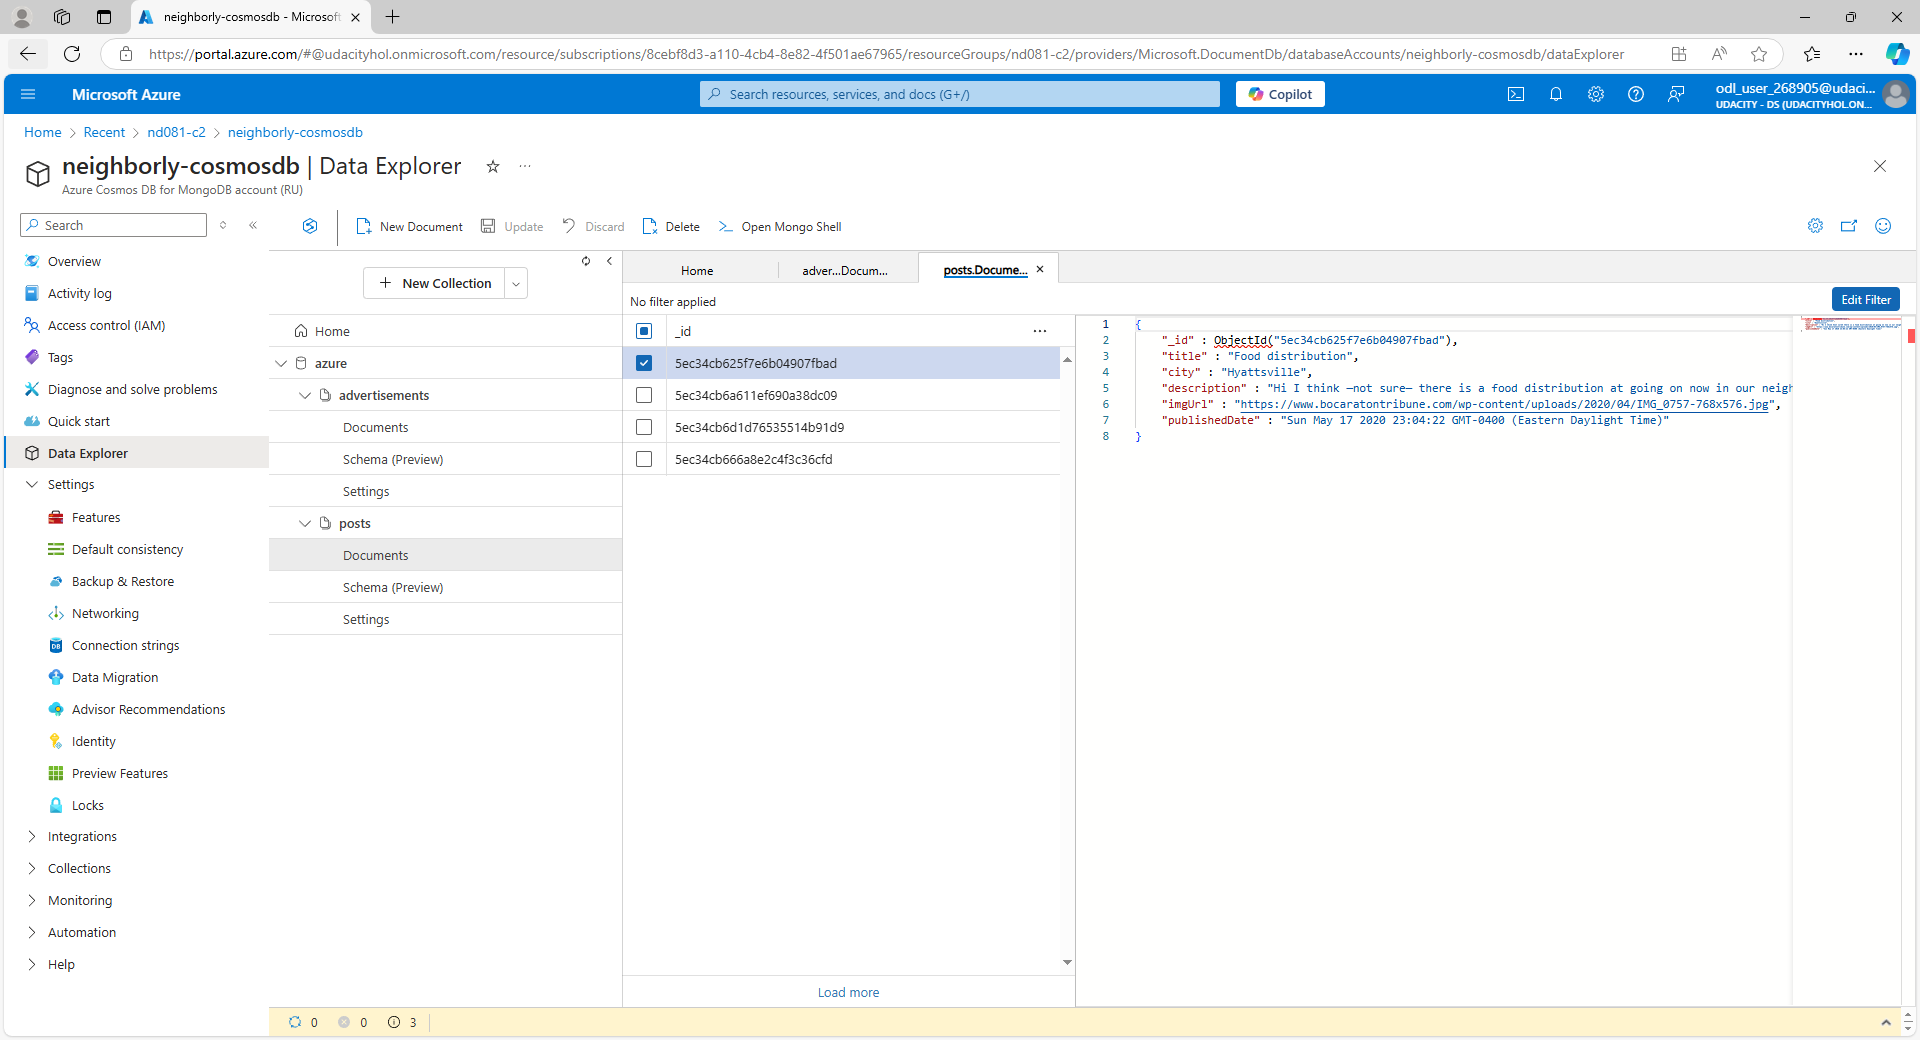 neighborly-cosmosdb - Microsoft
https://portal.azure.com/#@udacityhol.onmicrosoft.com/resource/subscriptions/8cebf8d3-a110-4cb4-8e82-4f501ae67965/resourceGroups/nd081-c2/providers/Microsoft.DocumentDb/databaseAccounts/neighborly-cosmosdb/dataExplorer
Microsoft Azure
Search resources, services, and docs (G+/)
Copilot
odl_user_268905@udaci...
UDACITY - DS (UDACITYHOL.ON...
Home > Recent > nd081-c2 > neighborly-cosmosdb
neighborly-cosmosdb | Data Explorer
Azure Cosmos DB for MongoDB account (RU)
Search
Overview
Activity log
Access control (IAM)
Tags
Diagnose and solve problems
Quick start
Data Explorer
Settings
Features
Default consistency
Backup & Restore
Networking
Connection strings
Data Migration
Advisor Recommendations
Identity
Preview Features
Locks
Integrations
Collections
Monitoring
Automation
Help
New Document
Update
Discard
Delete
Open Mongo Shell
New Collection
Home
azure
advertisements
Documents
Schema (Preview)
Settings
posts
Documents
Schema (Preview)
Settings
Home
adver...Docum...
posts.Docume...
No filter applied
Edit Filter
_id
5ec34cb625f7e6b04907fbad
5ec34cb6a611ef690a38dc09
5ec34cb6d1d76535514b91d9
5ec34cb666a8e2c4f3c36cfd
Load more
1 {
2 "_id" : ObjectId("5ec34cb625f7e6b04907fbad"),
3 "title" : "Food distribution",
4 "city" : "Hyattsville",
5 "description" : "Hi I think —not sure— there is a food distribution at going on now in our neigh
6 "imgUrl" : "https://www.bocaratontribune.com/wp-content/uploads/2020/04/IMG_0757-768x576.jpg",
7 "publishedDate" : "Sun May 17 2020 23:04:22 GMT-0400 (Eastern Daylight Time)"
8 }
0 0 3